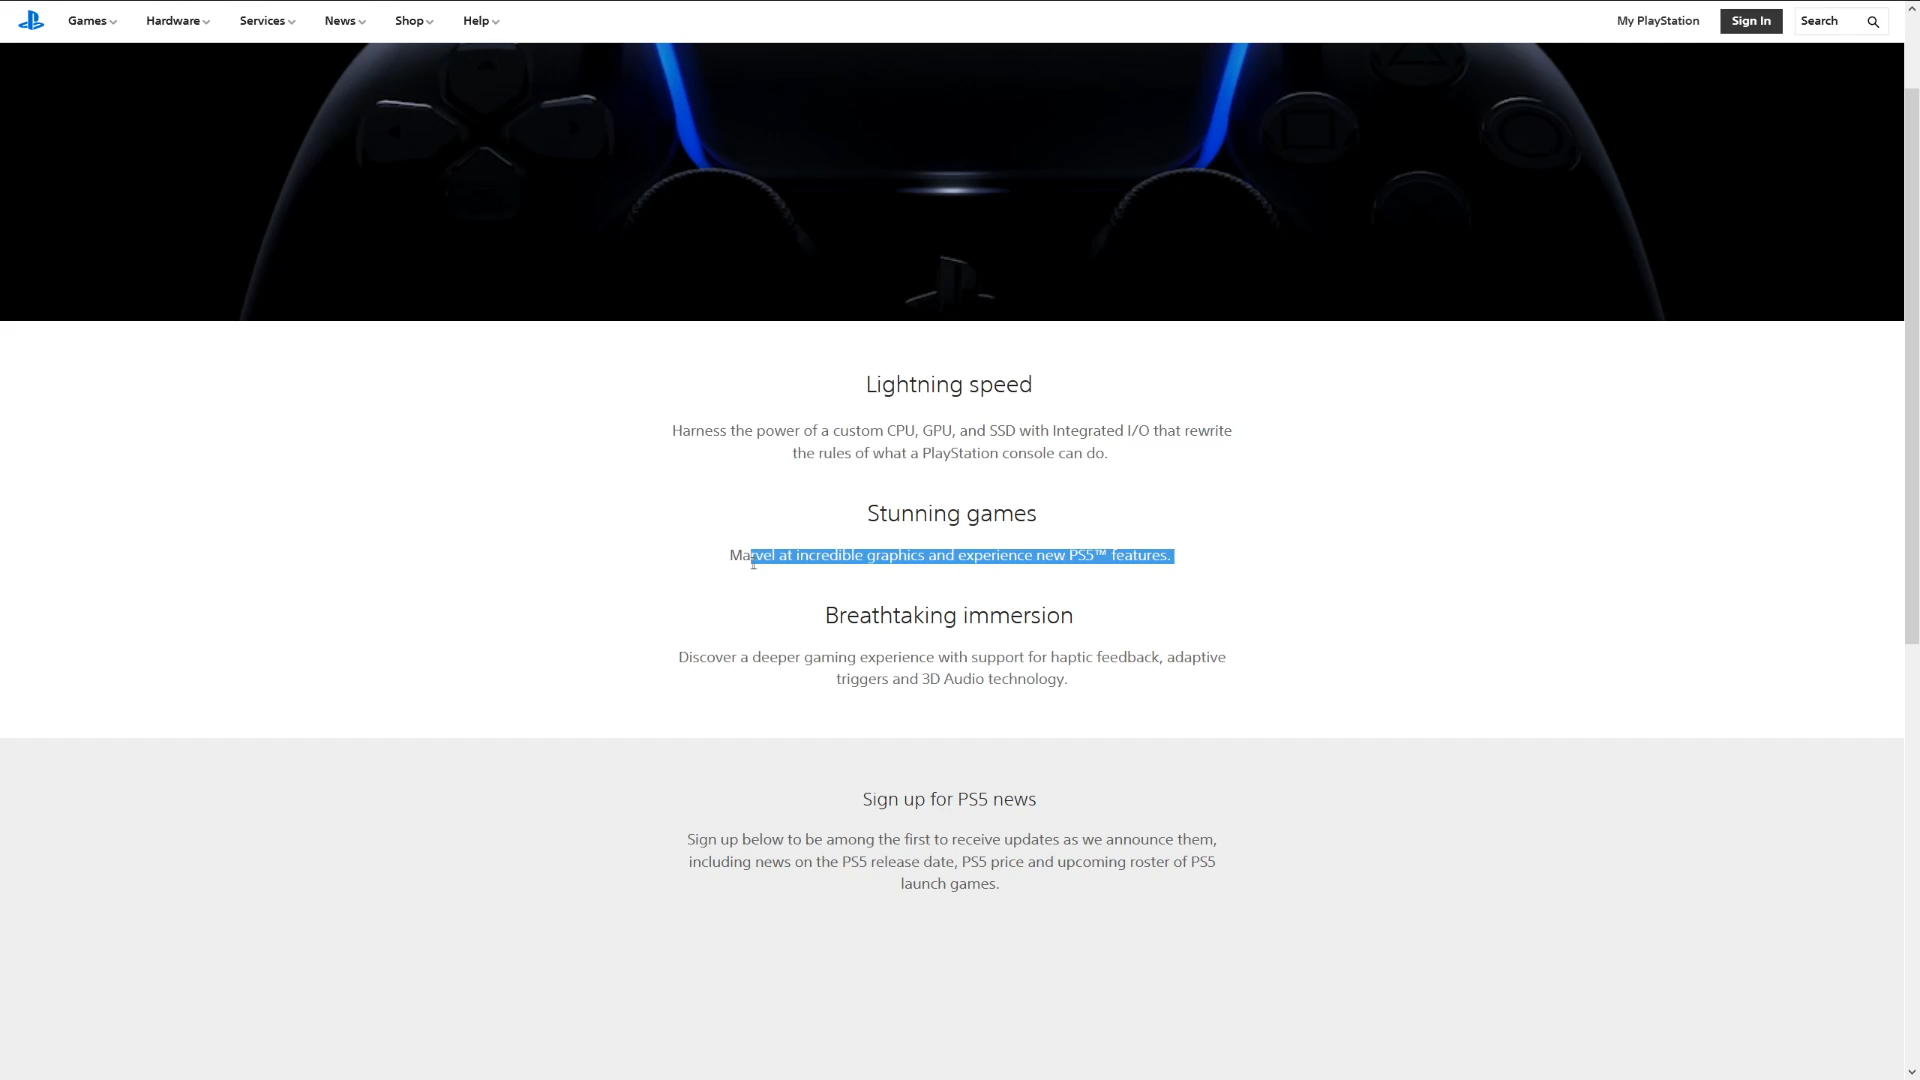 Games
Hardware
Services
News
Shop
Help
My PlayStation
Sign In
Search
Lightning speed
Harness the power of a custom CPU, GPU, and SSD with Integrated I/O that rewrite
the rules of what a PlayStation console can do.
Stunning games
Marvel at incredible graphics and experience new PS5™ features.
Breathtaking immersion
Discover a deeper gaming experience with support for haptic feedback, adaptive
triggers and 3D Audio technology.
Sign up for PS5 news
Sign up below to be among the first to receive updates as we announce them,
including news on the PS5 release date, PS5 price and upcoming roster of PS5
launch games.